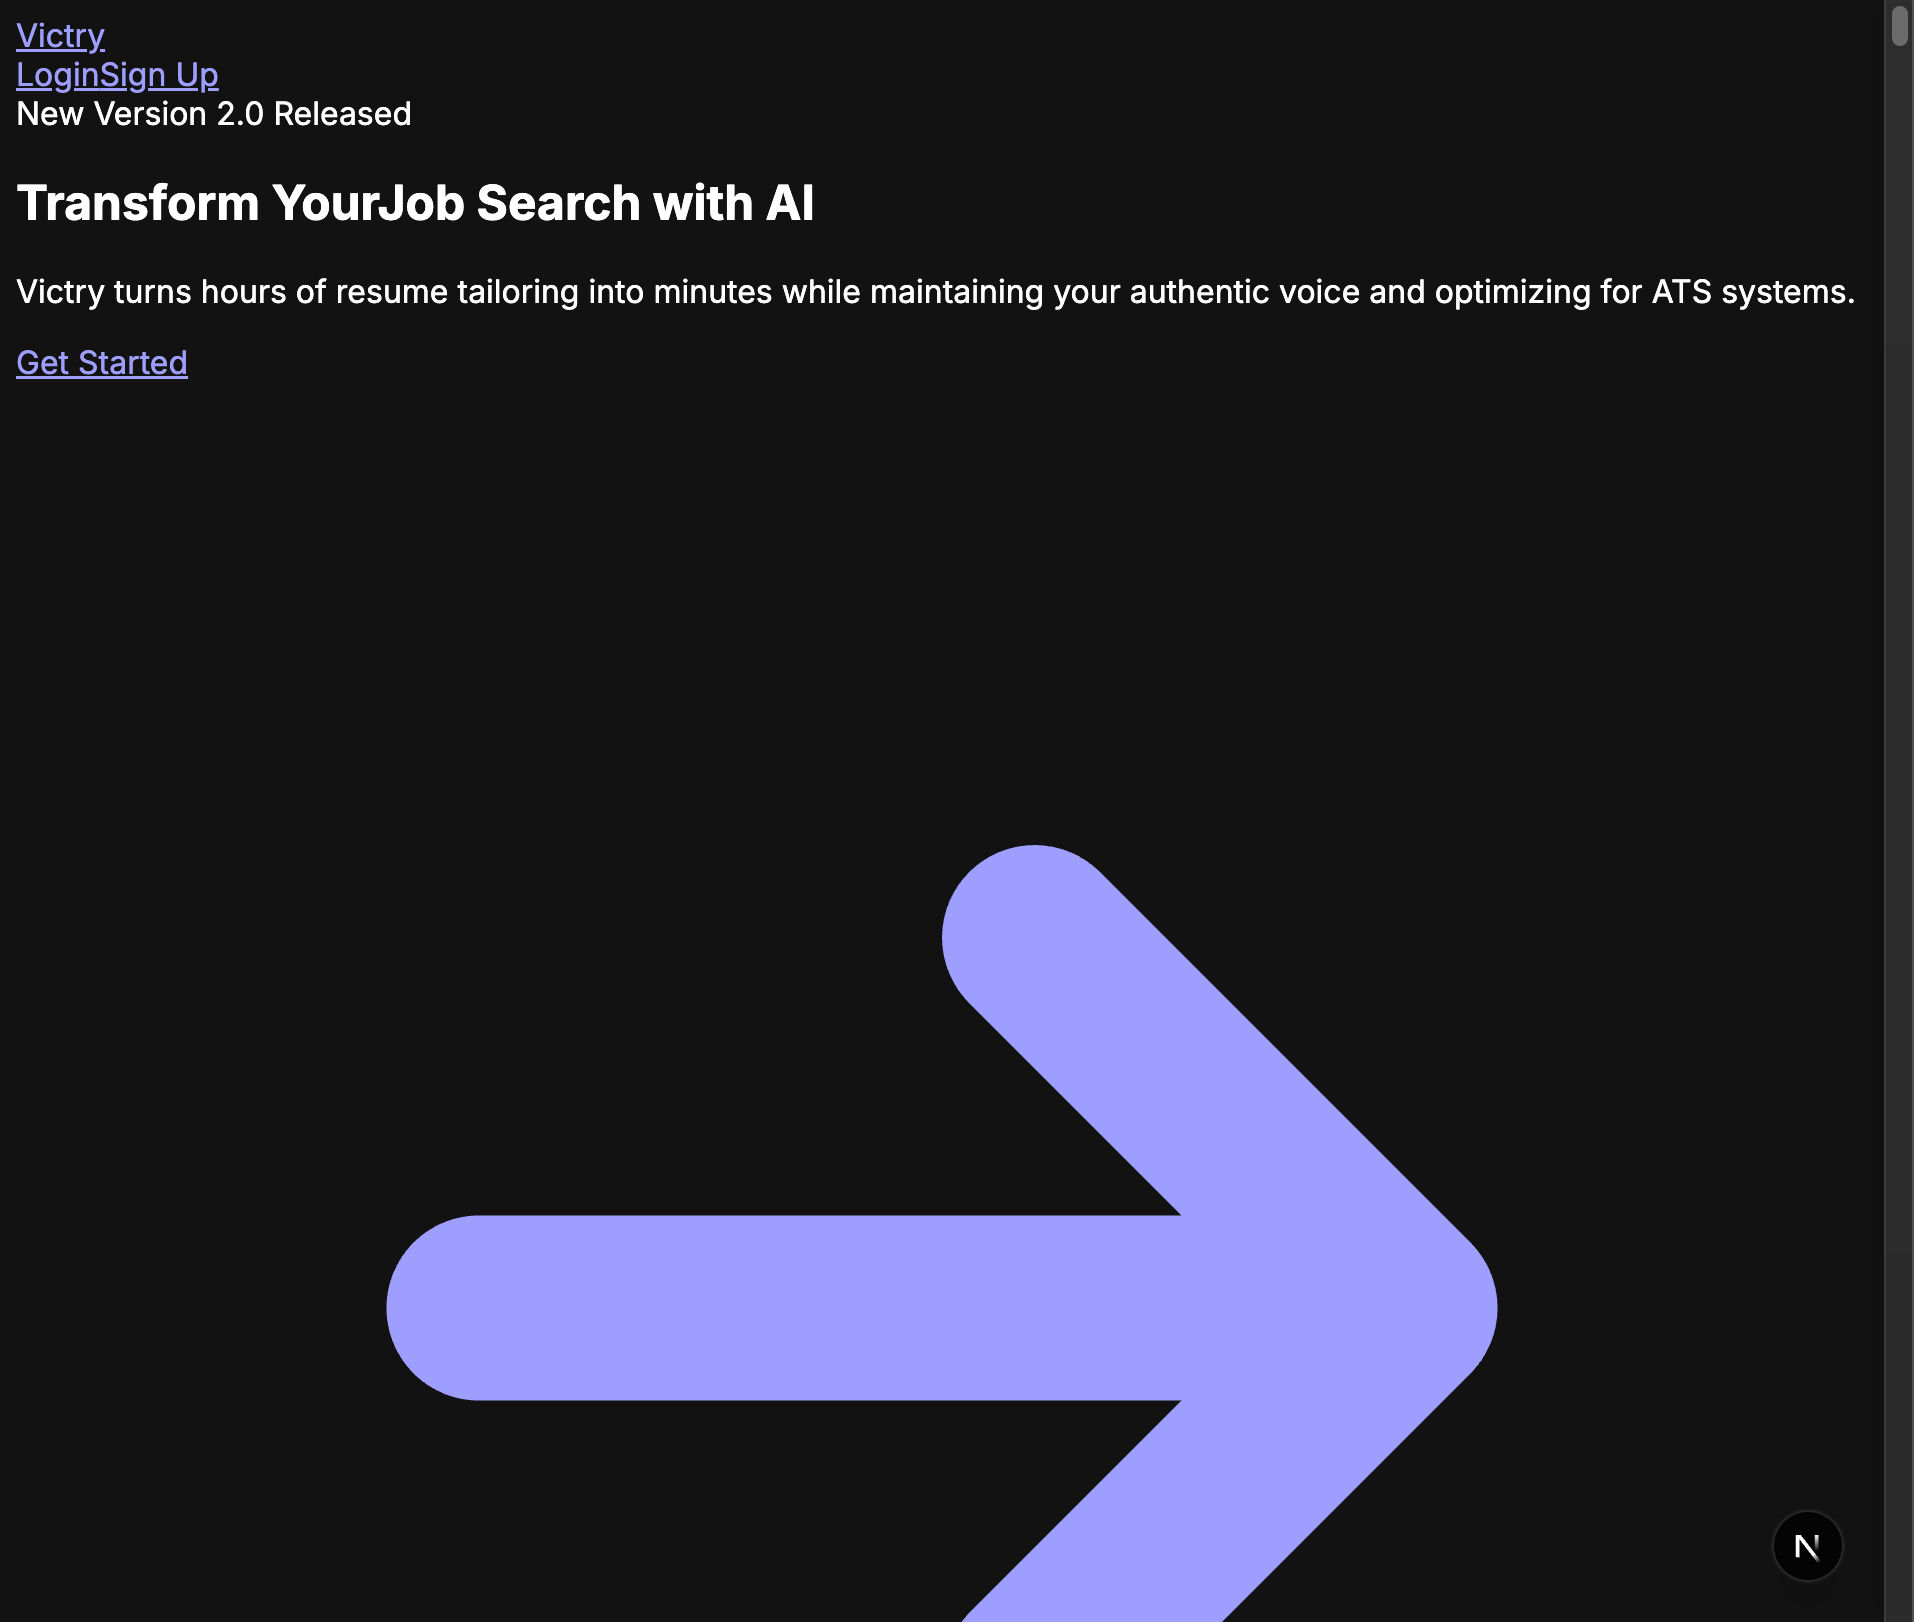 Victry
LoginSign Up
New Version 2.0 Released
Transform YourJob Search with AI
Victry turns hours of resume tailoring into minutes while maintaining your authentic voice and optimizing for ATS systems.
Get Started
N